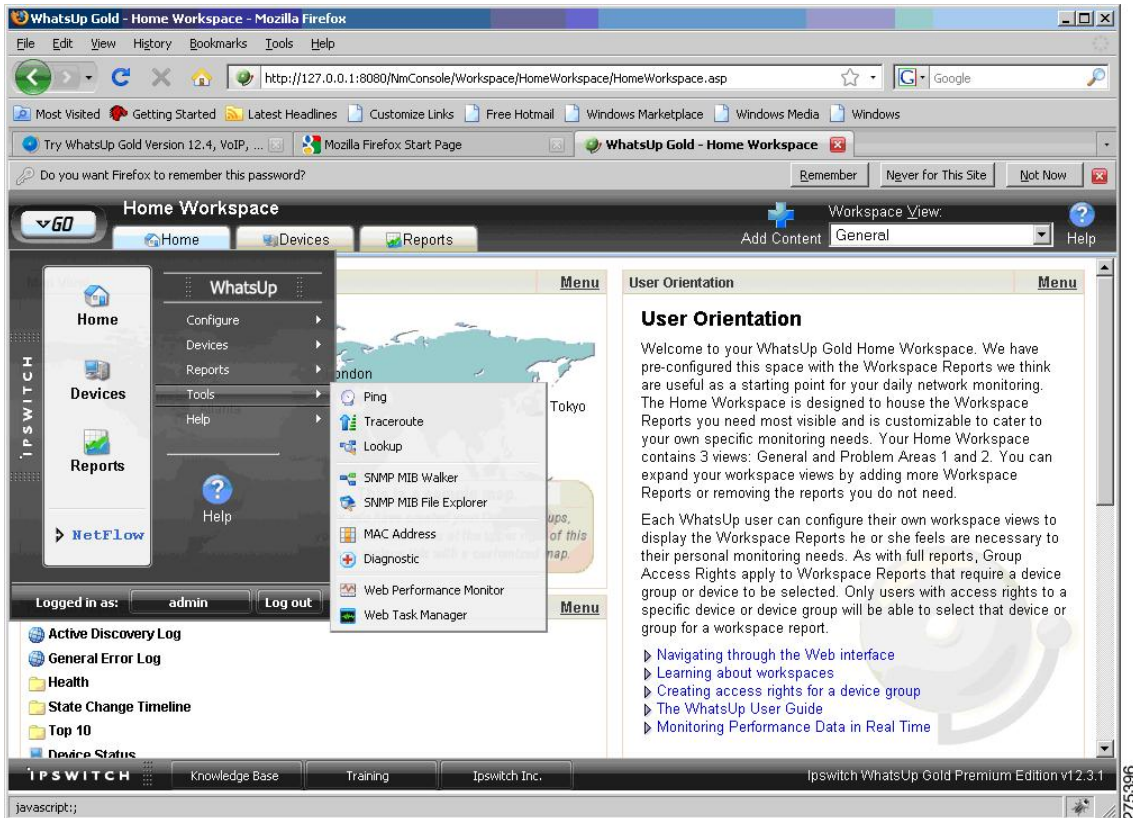 WhatsUp Gold - Home Workspace - Mozilla Firefox
File Edit View History Bookmarks Tools Help
http://127.0.0.1:8080/NmConsole/Workspace/HomeWorkspace/HomeWorkspace.asp
G Google
Most Visited Getting Started Latest Headlines Customize Links Free Hotmail Windows Marketplace Windows Media Windows
Try WhatsUp Gold Version 12.4, VoIP, ... Mozilla Firefox Start Page WhatsUp Gold - Home Workspace
Do you want Firefox to remember this password? Remember Never for This Site Not Now
GO Home Workspace
Home Devices Reports
Add Content
Workspace View:
General
Help
IPSWITCH
Home
Devices
Reports
NetFlow
WhatsUp
Configure
Devices
Reports
Tools
Help
Help
Logged in as: admin Log out
Ping
Traceroute
Lookup
SNMP MIB Walker
SNMP MIB File Explorer
MAC Address
Diagnostic
Web Performance Monitor
Web Task Manager
Menu
Tokyo
ups,
of this
map.
Menu
Active Discovery Log
General Error Log
Health
State Change Timeline
Top 10
Device Status
User Orientation Menu
User Orientation
Welcome to your WhatsUp Gold Home Workspace. We have
pre-configured this space with the Workspace Reports we think
are useful as a starting point for your daily network monitoring.
The Home Workspace is designed to house the Workspace
Reports you need most visible and is customizable to cater to
your own specific monitoring needs. Your Home Workspace
contains 3 views: General and Problem Areas 1 and 2. You can
expand your workspace views by adding more Workspace
Reports or removing the reports you do not need.
Each WhatsUp user can configure their own workspace views to
display the Workspace Reports he or she feels are necessary to
their personal monitoring needs. As with full reports, Group
Access Rights apply to Workspace Reports that require a device
group or device to be selected. Only users with access rights to a
specific device or device group will be able to select that device or
group for a workspace report.
Navigating through the Web interface
Learning about workspaces
Creating access rights for a device group
The WhatsUp User Guide
Monitoring Performance Data in Real Time
IPSWITCH Knowledge Base Training Ipswitch Inc. Ipswitch WhatsUp Gold Premium Edition v12.3.1
javascript:;
275396